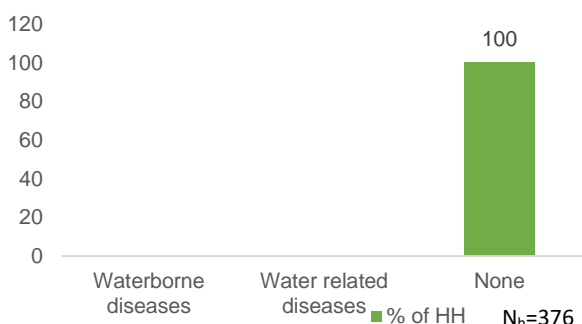 120
100
80
60
40
20
0
100
Waterborne diseases
Water related diseases
None
% of HH
Nₕ=376